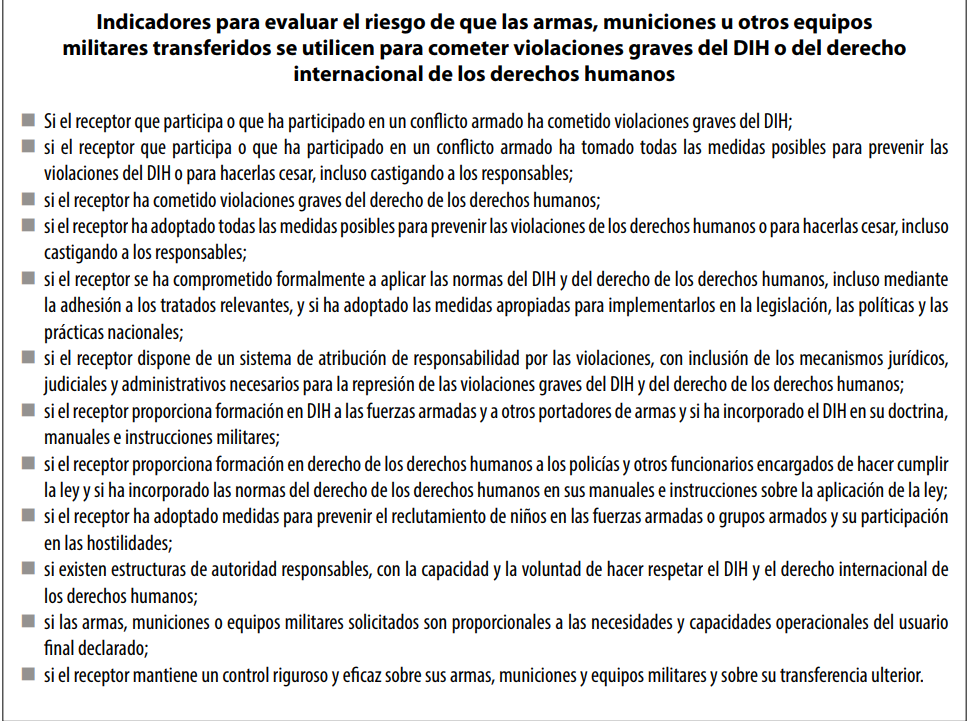 Indicadores para evaluar el riesgo de que las armas, municiones u otros equipos
militares transferidos se utilicen para cometer violaciones graves del DIH o del derecho
internacional de los derechos humanos
Si el receptor que participa o que ha participado en un conflicto armado ha cometido violaciones graves del DIH;
si el receptor que participa o que ha participado en un conflicto armado ha tomado todas las medidas posibles para prevenir las
violaciones del DIH o para hacerlas cesar, incluso castigando a los responsables;
si el receptor ha cometido violaciones graves del derecho de los derechos humanos;
si el receptor ha adoptado todas las medidas posibles para prevenir las violaciones de los derechos humanos o para hacerlas cesar, incluso
castigando a los responsables;
si el receptor se ha comprometido formalmente a aplicar las normas del DIH y del derecho de los derechos humanos, incluso mediante
la adhesión a los tratados relevantes, y si ha adoptado las medidas apropiadas para implementarlos en la legislación, las políticas y las
prácticas nacionales;
si el receptor dispone de un sistema de atribución de responsabilidad por las violaciones, con inclusión de los mecanismos jurídicos,
judiciales y administrativos necesarios para la represión de las violaciones graves del DIH y del derecho de los derechos humanos;
si el receptor proporciona formación en DIH a las fuerzas armadas y a otros portadores de armas y si ha incorporado el DIH en su doctrina,
manuales e instrucciones militares;
si el receptor proporciona formación en derecho de los derechos humanos a los policías y otros funcionarios encargados de hacer cumplir
la ley y si ha incorporado las normas del derecho de los derechos humanos en sus manuales e instrucciones sobre la aplicación de la ley;
si el receptor ha adoptado medidas para prevenir el reclutamiento de niños en las fuerzas armadas o grupos armados y su participación
en las hostilidades;
si existen estructuras de autoridad responsables, con la capacidad y la voluntad de hacer respetar el DIH y el derecho internacional de
los derechos humanos;
si las armas, municiones o equipos militares solicitados son proporcionales a las necesidades y capacidades operacionales del usuario
final declarado;
si el receptor mantiene un control riguroso y eficaz sobre sus armas, municiones y equipos militares y sobre su transferencia ulterior.